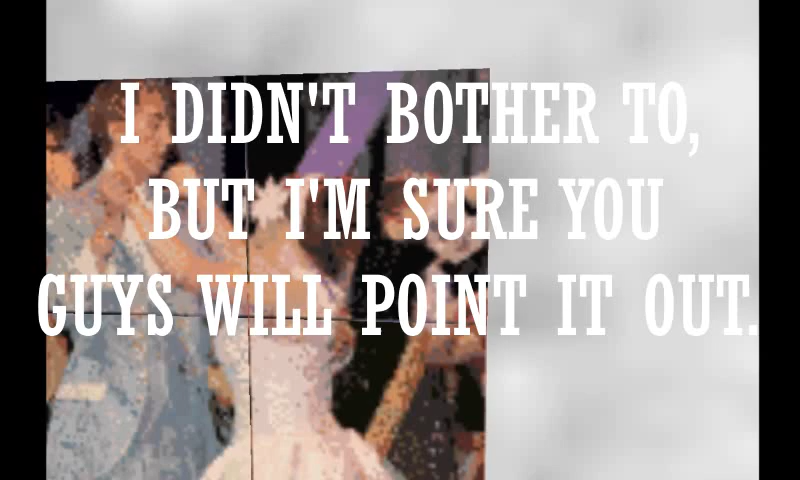 I DIDN'T BOTHER TO,
BUT I'M SURE YOU
GUYS WILL POINT IT OUT.